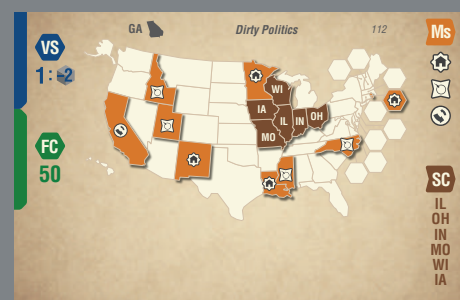 GA
Dirty Politics
112
Ms
VS
1: -2
FC
50
WI
IA
IL
IN
OH
MO
SC
IL
OH
IN
MO
WI
IA